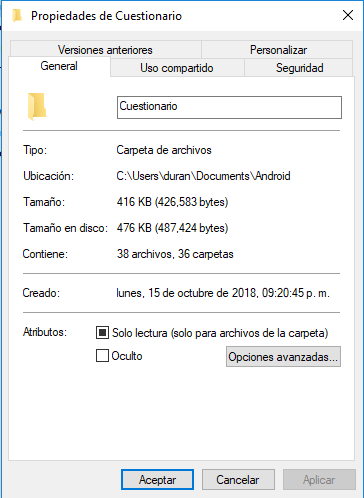 Propiedades de Cuestionario
Versiones anteriores Personalizar
General Uso compartido Seguridad
Cuestionario
Tipo: Carpeta de archivos
Ubicación: C:\Users\duran\Documents\Android
Tamaño: 416 KB (426,583 bytes)
Tamaño en disco: 476 KB (487,424 bytes)
Contiene: 38 archivos, 36 carpetas
Creado: lunes, 15 de octubre de 2018, 09:20:45 p. m.
Atributos: Solo lectura (solo para archivos de la carpeta)
Oculto Opciones avanzadas...
Aceptar Cancelar Aplicar